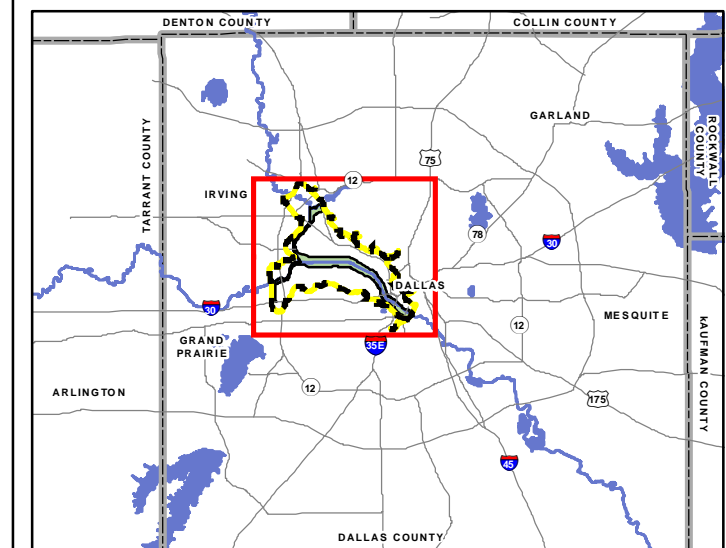 DENTON COUNTY
COLLIN COUNTY
GARLAND
TARRANT COUNTY
ROCKWALL
COUNTY
75
12
IRVING
78
30
DALLAS
30
MESQUITE
12
GRAND
PRAIRIE
35E
KAUFMAN COUNTY
12
ARLINGTON
175
45
DALLAS COUNTY